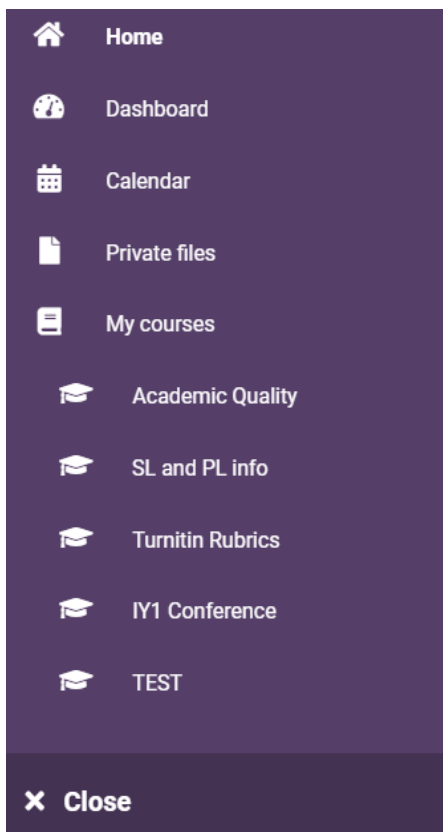 Home
Dashboard
Calendar
Private files
My courses
Academic Quality
SL and PL info
Turnitin Rubrics
IY1 Conference
TEST
Close